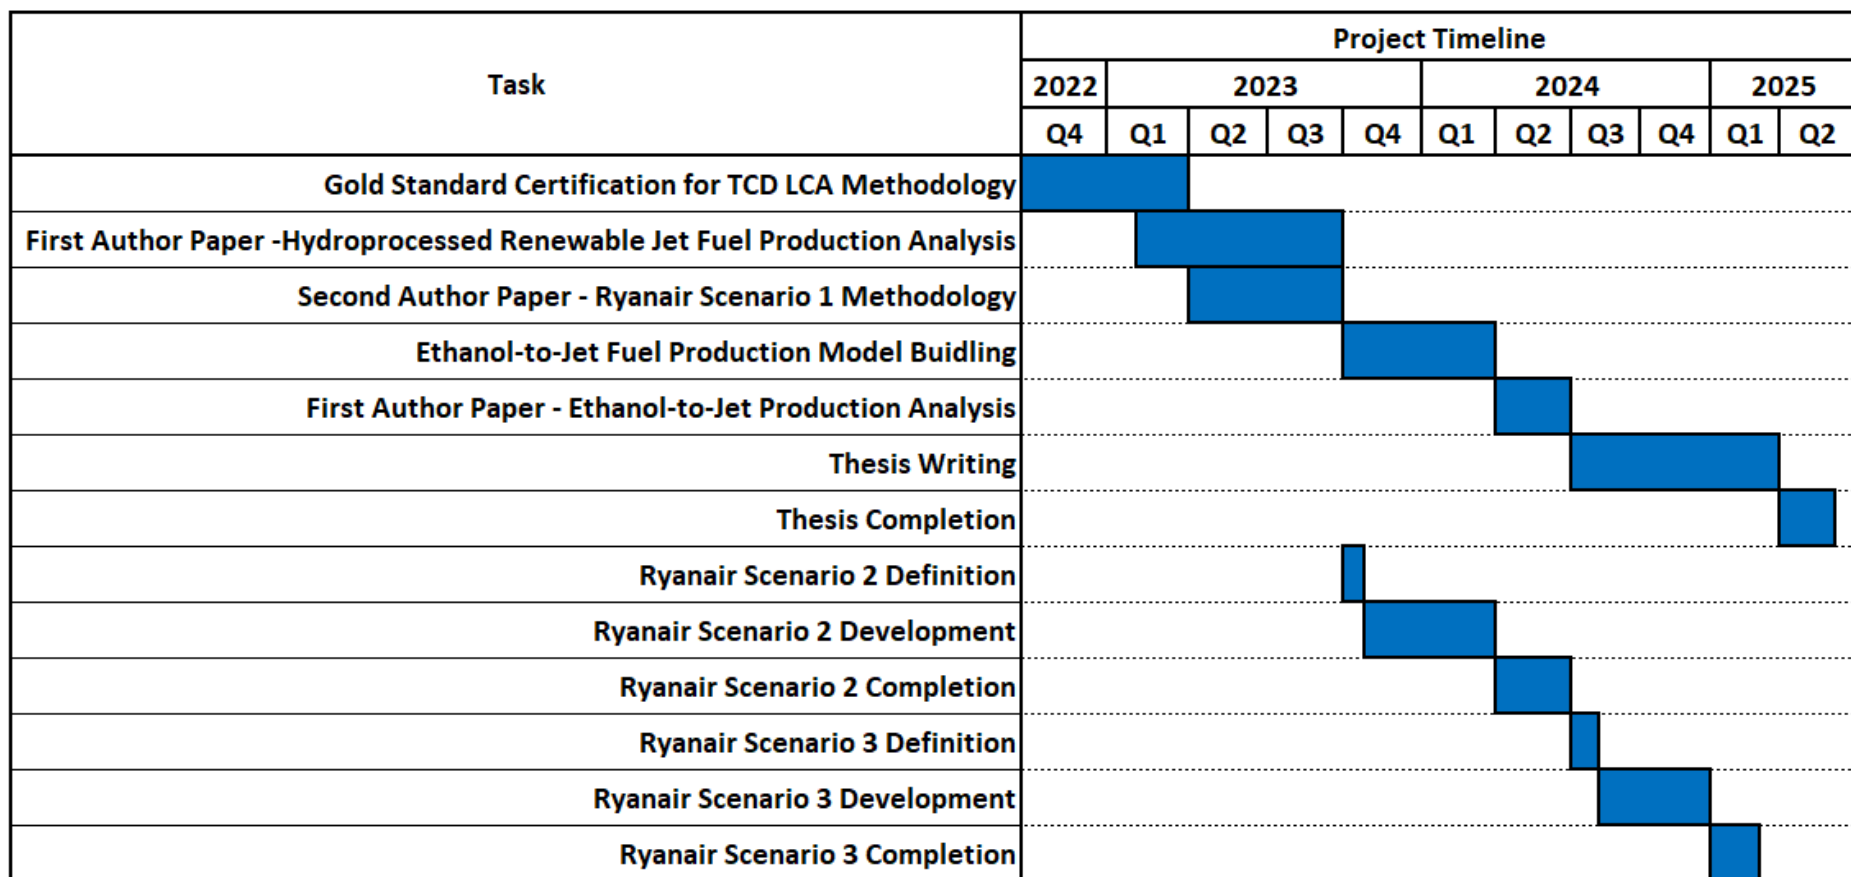 Project Timeline
Task
2022 2023 2024 2025
Q4 Q1 Q2 Q3 Q4 Q1 Q2 Q3 Q4 Q1 Q2
Gold Standard Certification for TCD LCA Methodology
First Author Paper -Hydroprocessed Renewable Jet Fuel Production Analysis
Second Author Paper - Ryanair Scenario 1 Methodology
Ethanol-to-Jet Fuel Production Model Buidling
First Author Paper - Ethanol-to-Jet Production Analysis
Thesis Writing
Thesis Completion
Ryanair Scenario 2 Definition
Ryanair Scenario 2 Development
Ryanair Scenario 2 Completion
Ryanair Scenario 3 Definition
Ryanair Scenario 3 Development
Ryanair Scenario 3 Completion